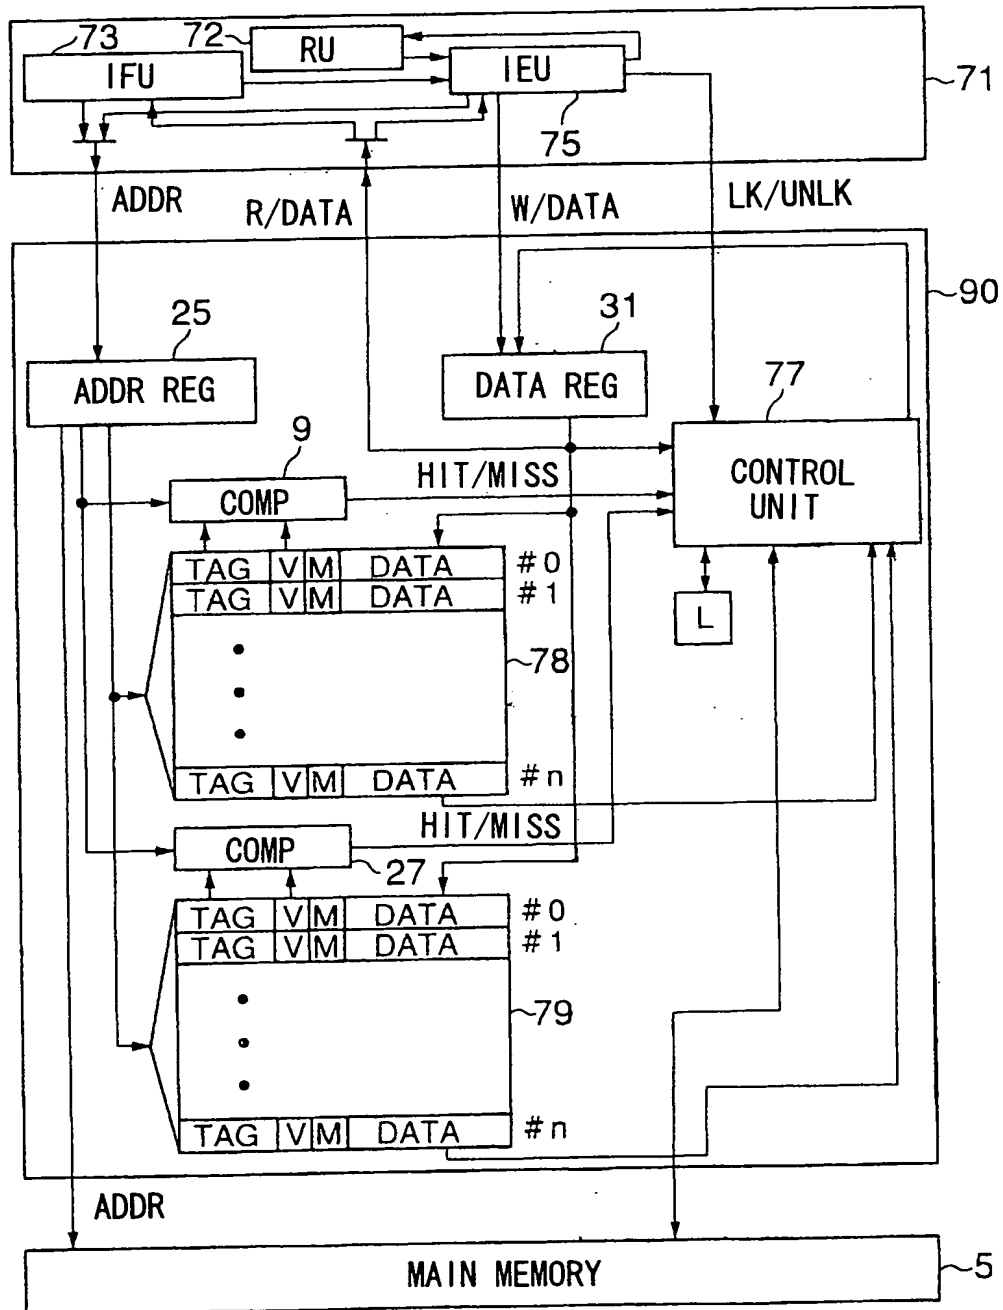 73
72
RU
IFU
IEU
71
75
ADDR
R/DATA
W/DATA
LK/UNLK
90
25
31
ADDR REG
DATA REG
77
9
HIT/MISS
CONTROL
UNIT
COMP
TAG V M DATA #0
TAG V M DATA #1
L
78
TAG V M DATA #n
HIT/MISS
COMP
27
TAG V M DATA #0
TAG V M DATA #1
79
TAG V M DATA #n
ADDR
MAIN MEMORY
5